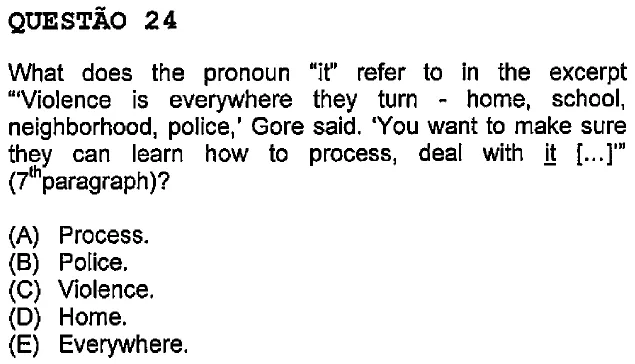 QUESTÃO 24
What does the pronoun "it" refer to in the excerpt
"'Violence is everywhere they turn - home, school,
neighborhood, police,' Gore said. 'You want to make sure
they can learn how to process, deal with it [...]'"
(7thparagraph)?
(A) Process.
(B) Police.
(C) Violence.
(D) Home.
(E) Everywhere.